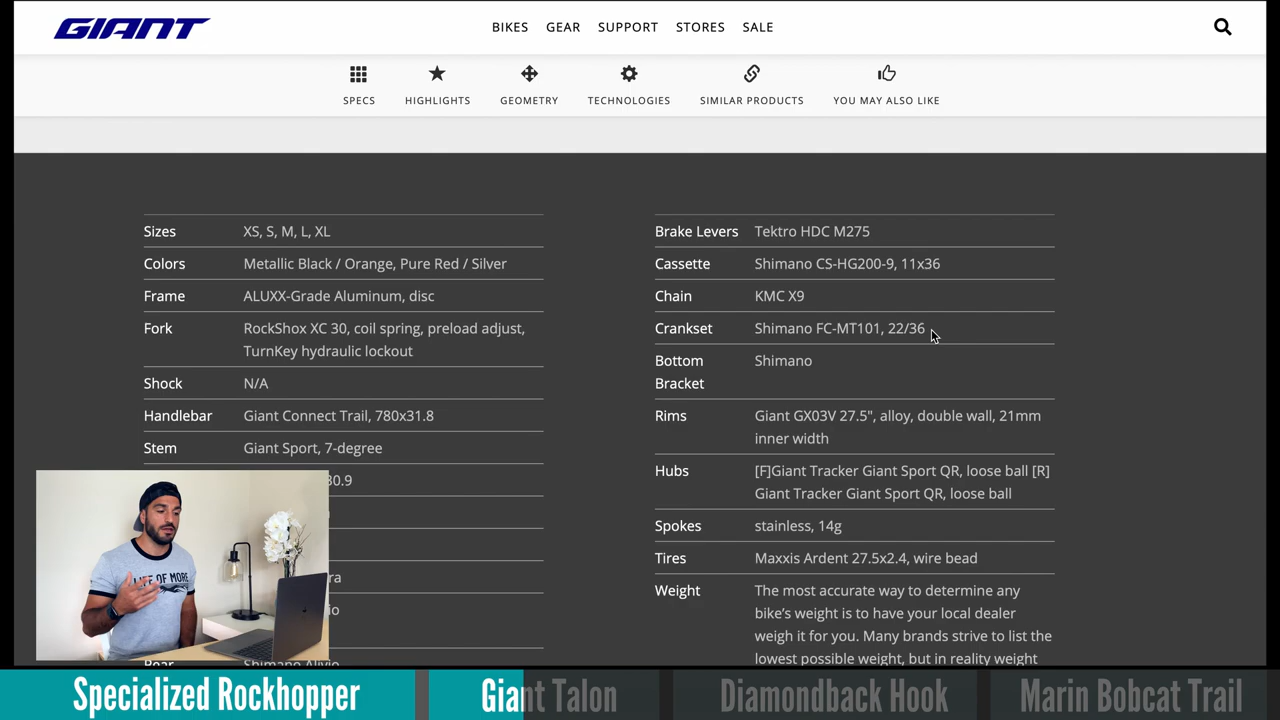 GIANT
BIKES GEAR SUPPORT STORES SALE
SPECS HIGHLIGHTS GEOMETRY TECHNOLOGIES SIMILAR PRODUCTS YOU MAY ALSO LIKE
Sizes XS, S, M, L, XL
Colors Metallic Black / Orange, Pure Red / Silver
Frame ALUXX-Grade Aluminum, disc
Fork RockShox XC 30, coil spring, preload adjust,
TurnKey hydraulic lockout
Shock N/A
Handlebar Giant Connect Trail, 780x31.8
Stem Giant Sport, 7-degree
30.9
Rear Shimano Alivio
Brake Levers Tektro HDC M275
Cassette Shimano CS-HG200-9, 11x36
Chain KMC X9
Crankset Shimano FC-MT101, 22/36
Bottom Shimano
Bracket
Rims Giant GX03V 27.5", alloy, double wall, 21mm
inner width
Hubs [F]Giant Tracker Giant Sport QR, loose ball [R]
Giant Tracker Giant Sport QR, loose ball
Spokes stainless, 14g
Tires Maxxis Ardent 27.5x2.4, wire bead
Weight The most accurate way to determine any
bike's weight is to have your local dealer
weigh it for you. Many brands strive to list the
lowest possible weight, but in reality weight
LIFE OF MORE
Specialized Rockhopper Giant Talon Diamondback Hook Marin Bobcat Trail